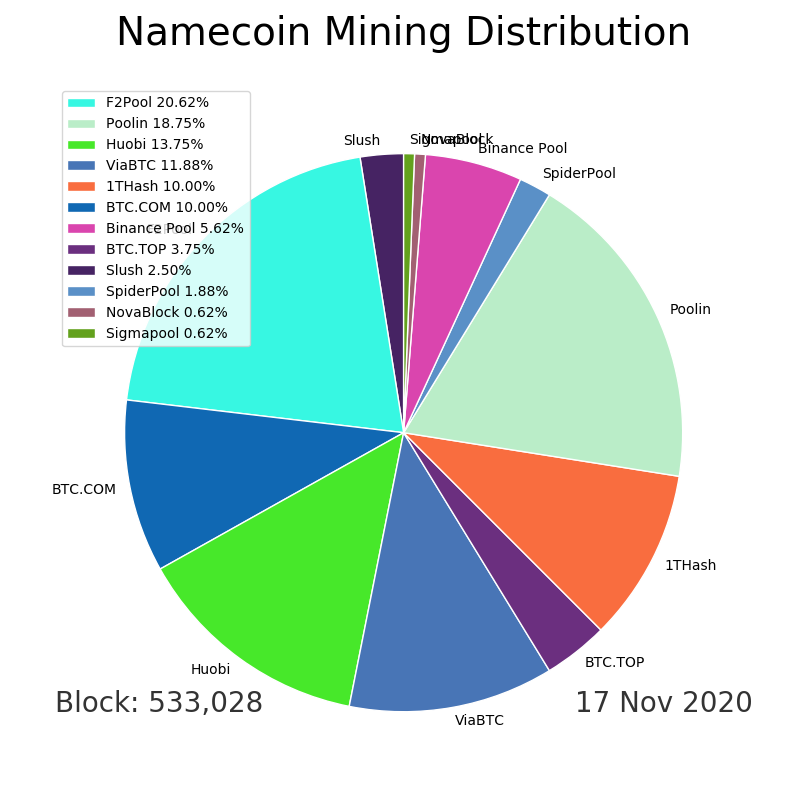 Namecoin Mining Distribution
F2Pool 20.62%
Poolin 18.75%
Huobi 13.75%
ViaBTC 11.88%
1THash 10.00%
BTC.COM 10.00%
Binance Pool 5.62%
BTC.TOP 3.75%
Slush 2.50%
SpiderPool 1.88%
NovaBlock 0.62%
Sigmapool 0.62%
Slush
Sigmapool
NovaBlock
Binance Pool
SpiderPool
Poolin
BTC.COM
1THash
Huobi
BTC.TOP
ViaBTC
Block: 533,028
17 Nov 2020